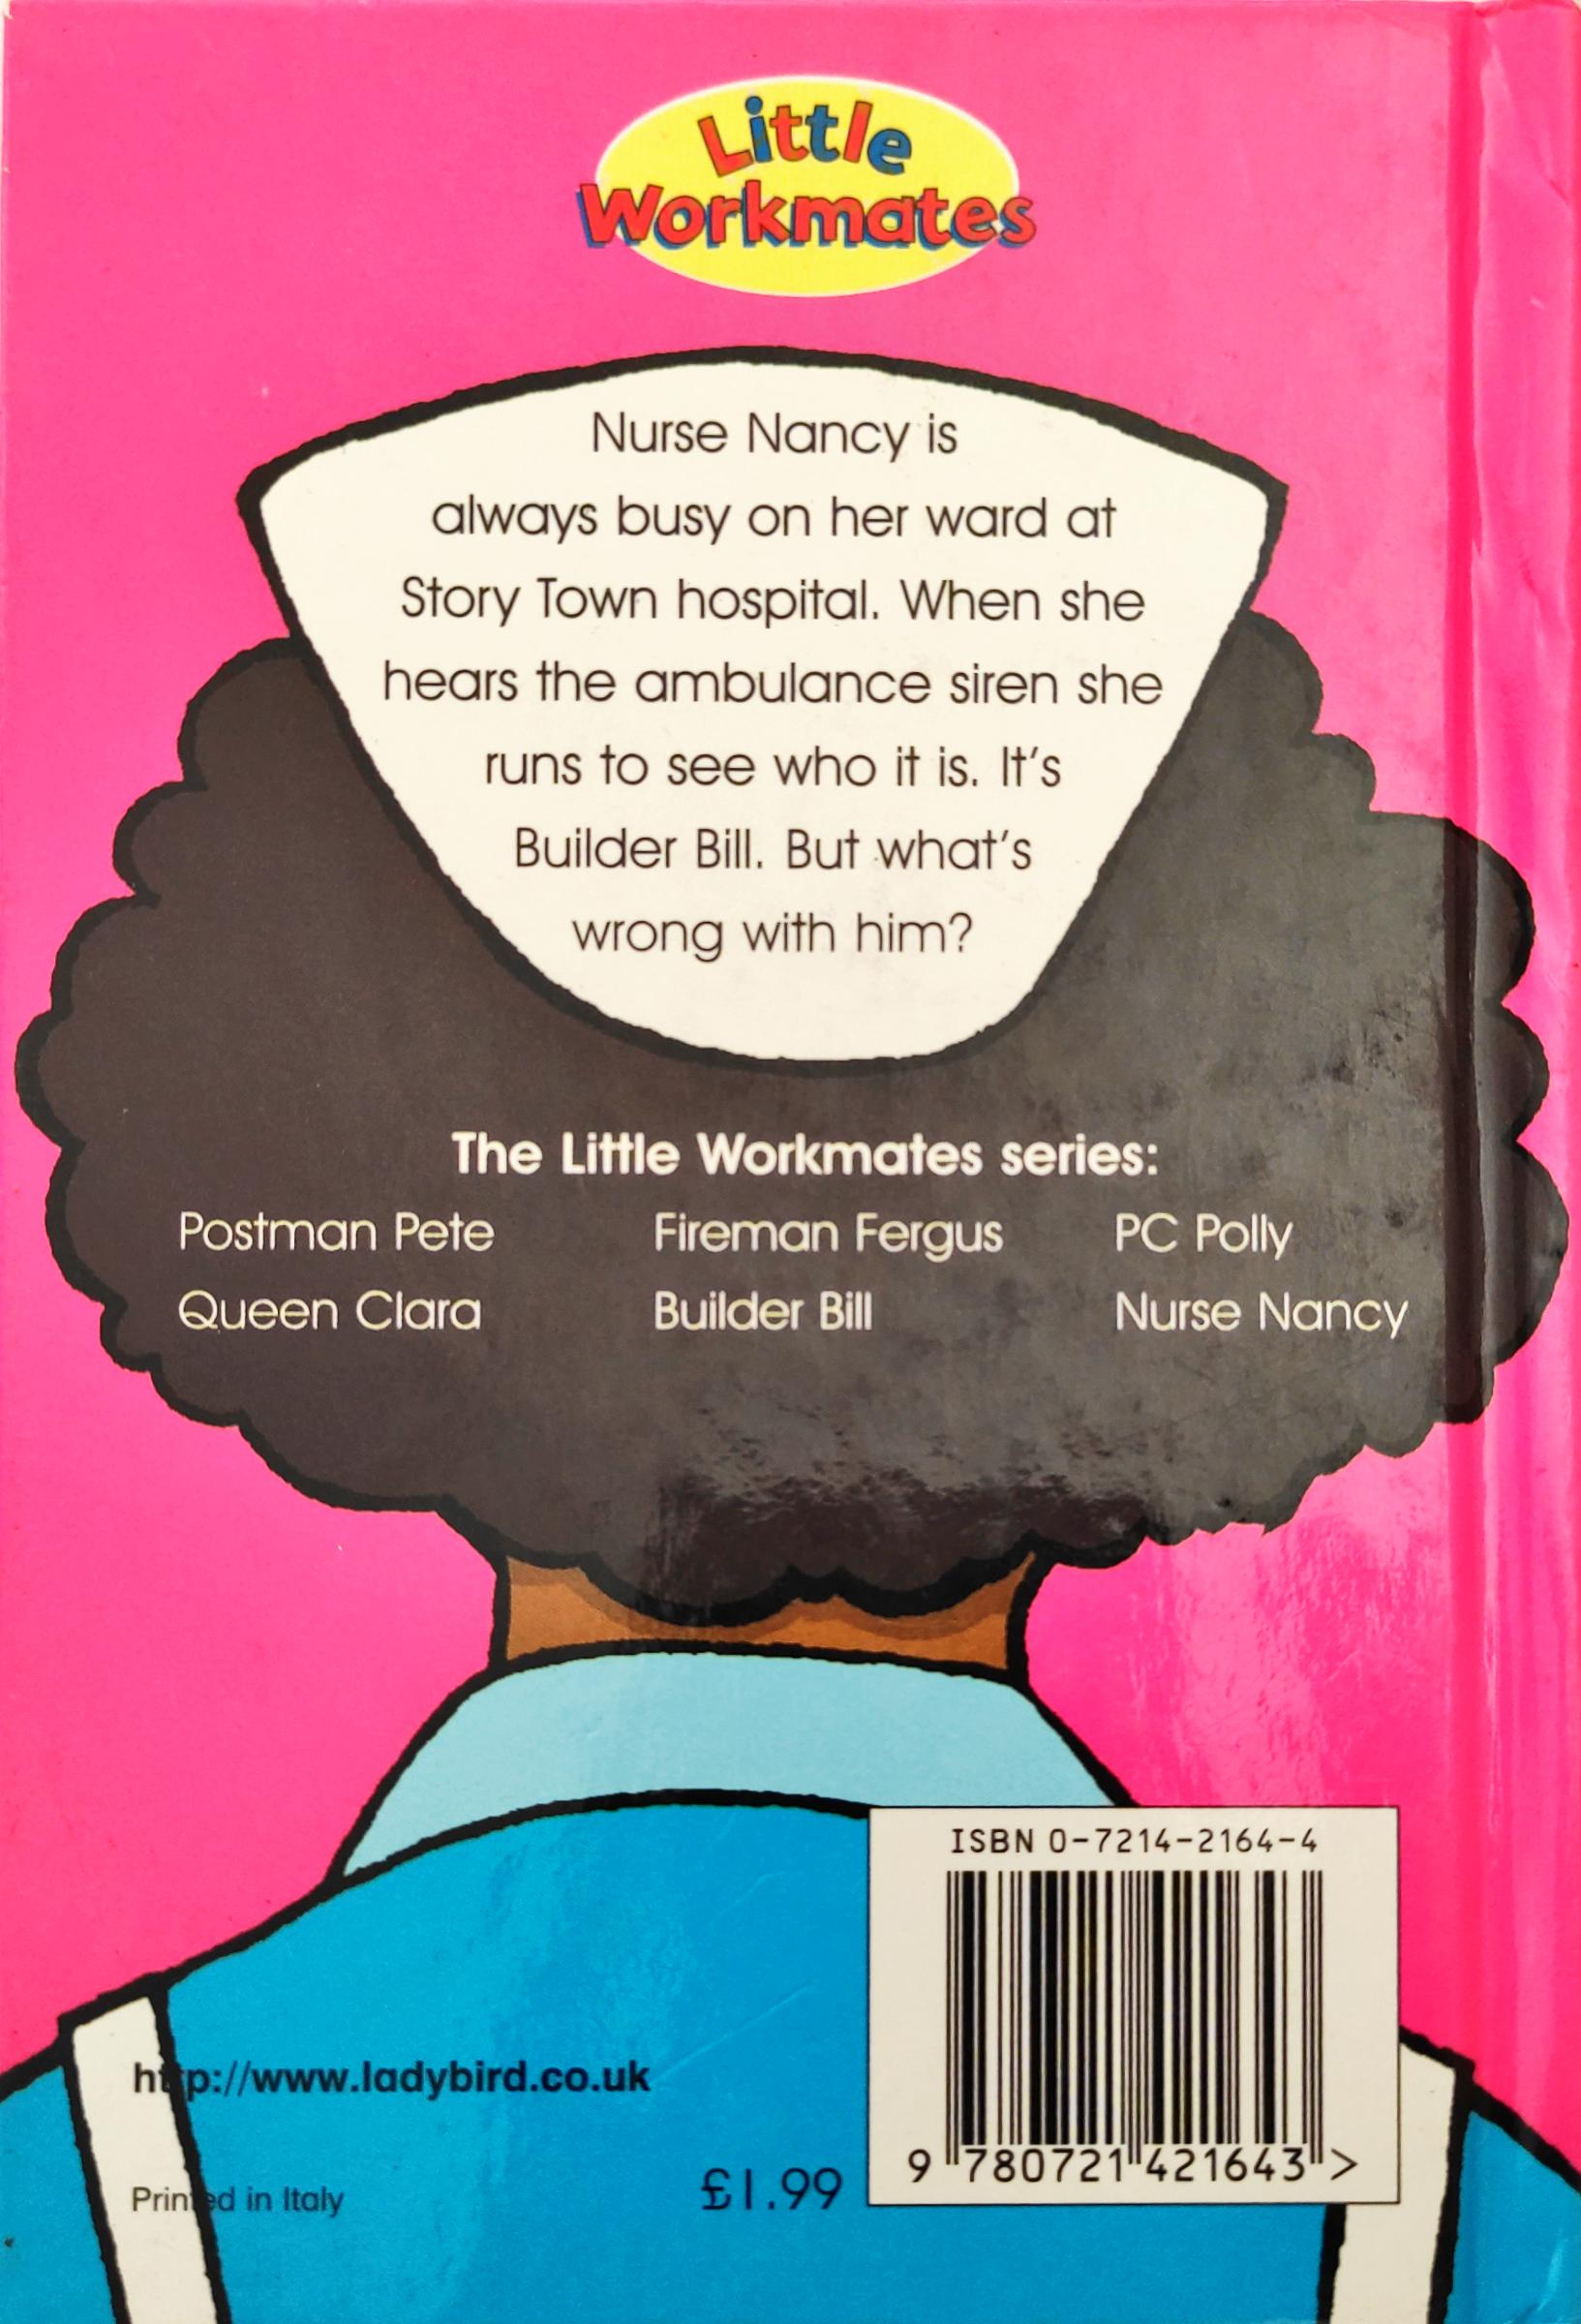 Little
Workmates
Nurse Nancy is
always busy on her ward at
Story Town hospital. When she
hears the ambulance siren she
runs to see who it is. It's
Builder Bill. But what's
wrong with him?
The Little Workmates series:
Postman Pete Fireman Fergus PC Polly
Queen Clara Builder Bill Nurse Nancy
ISBN 0-7214-2164-4
9 780721 421643 >
http://www.ladybird.co.uk
Printed in Italy
£1.99